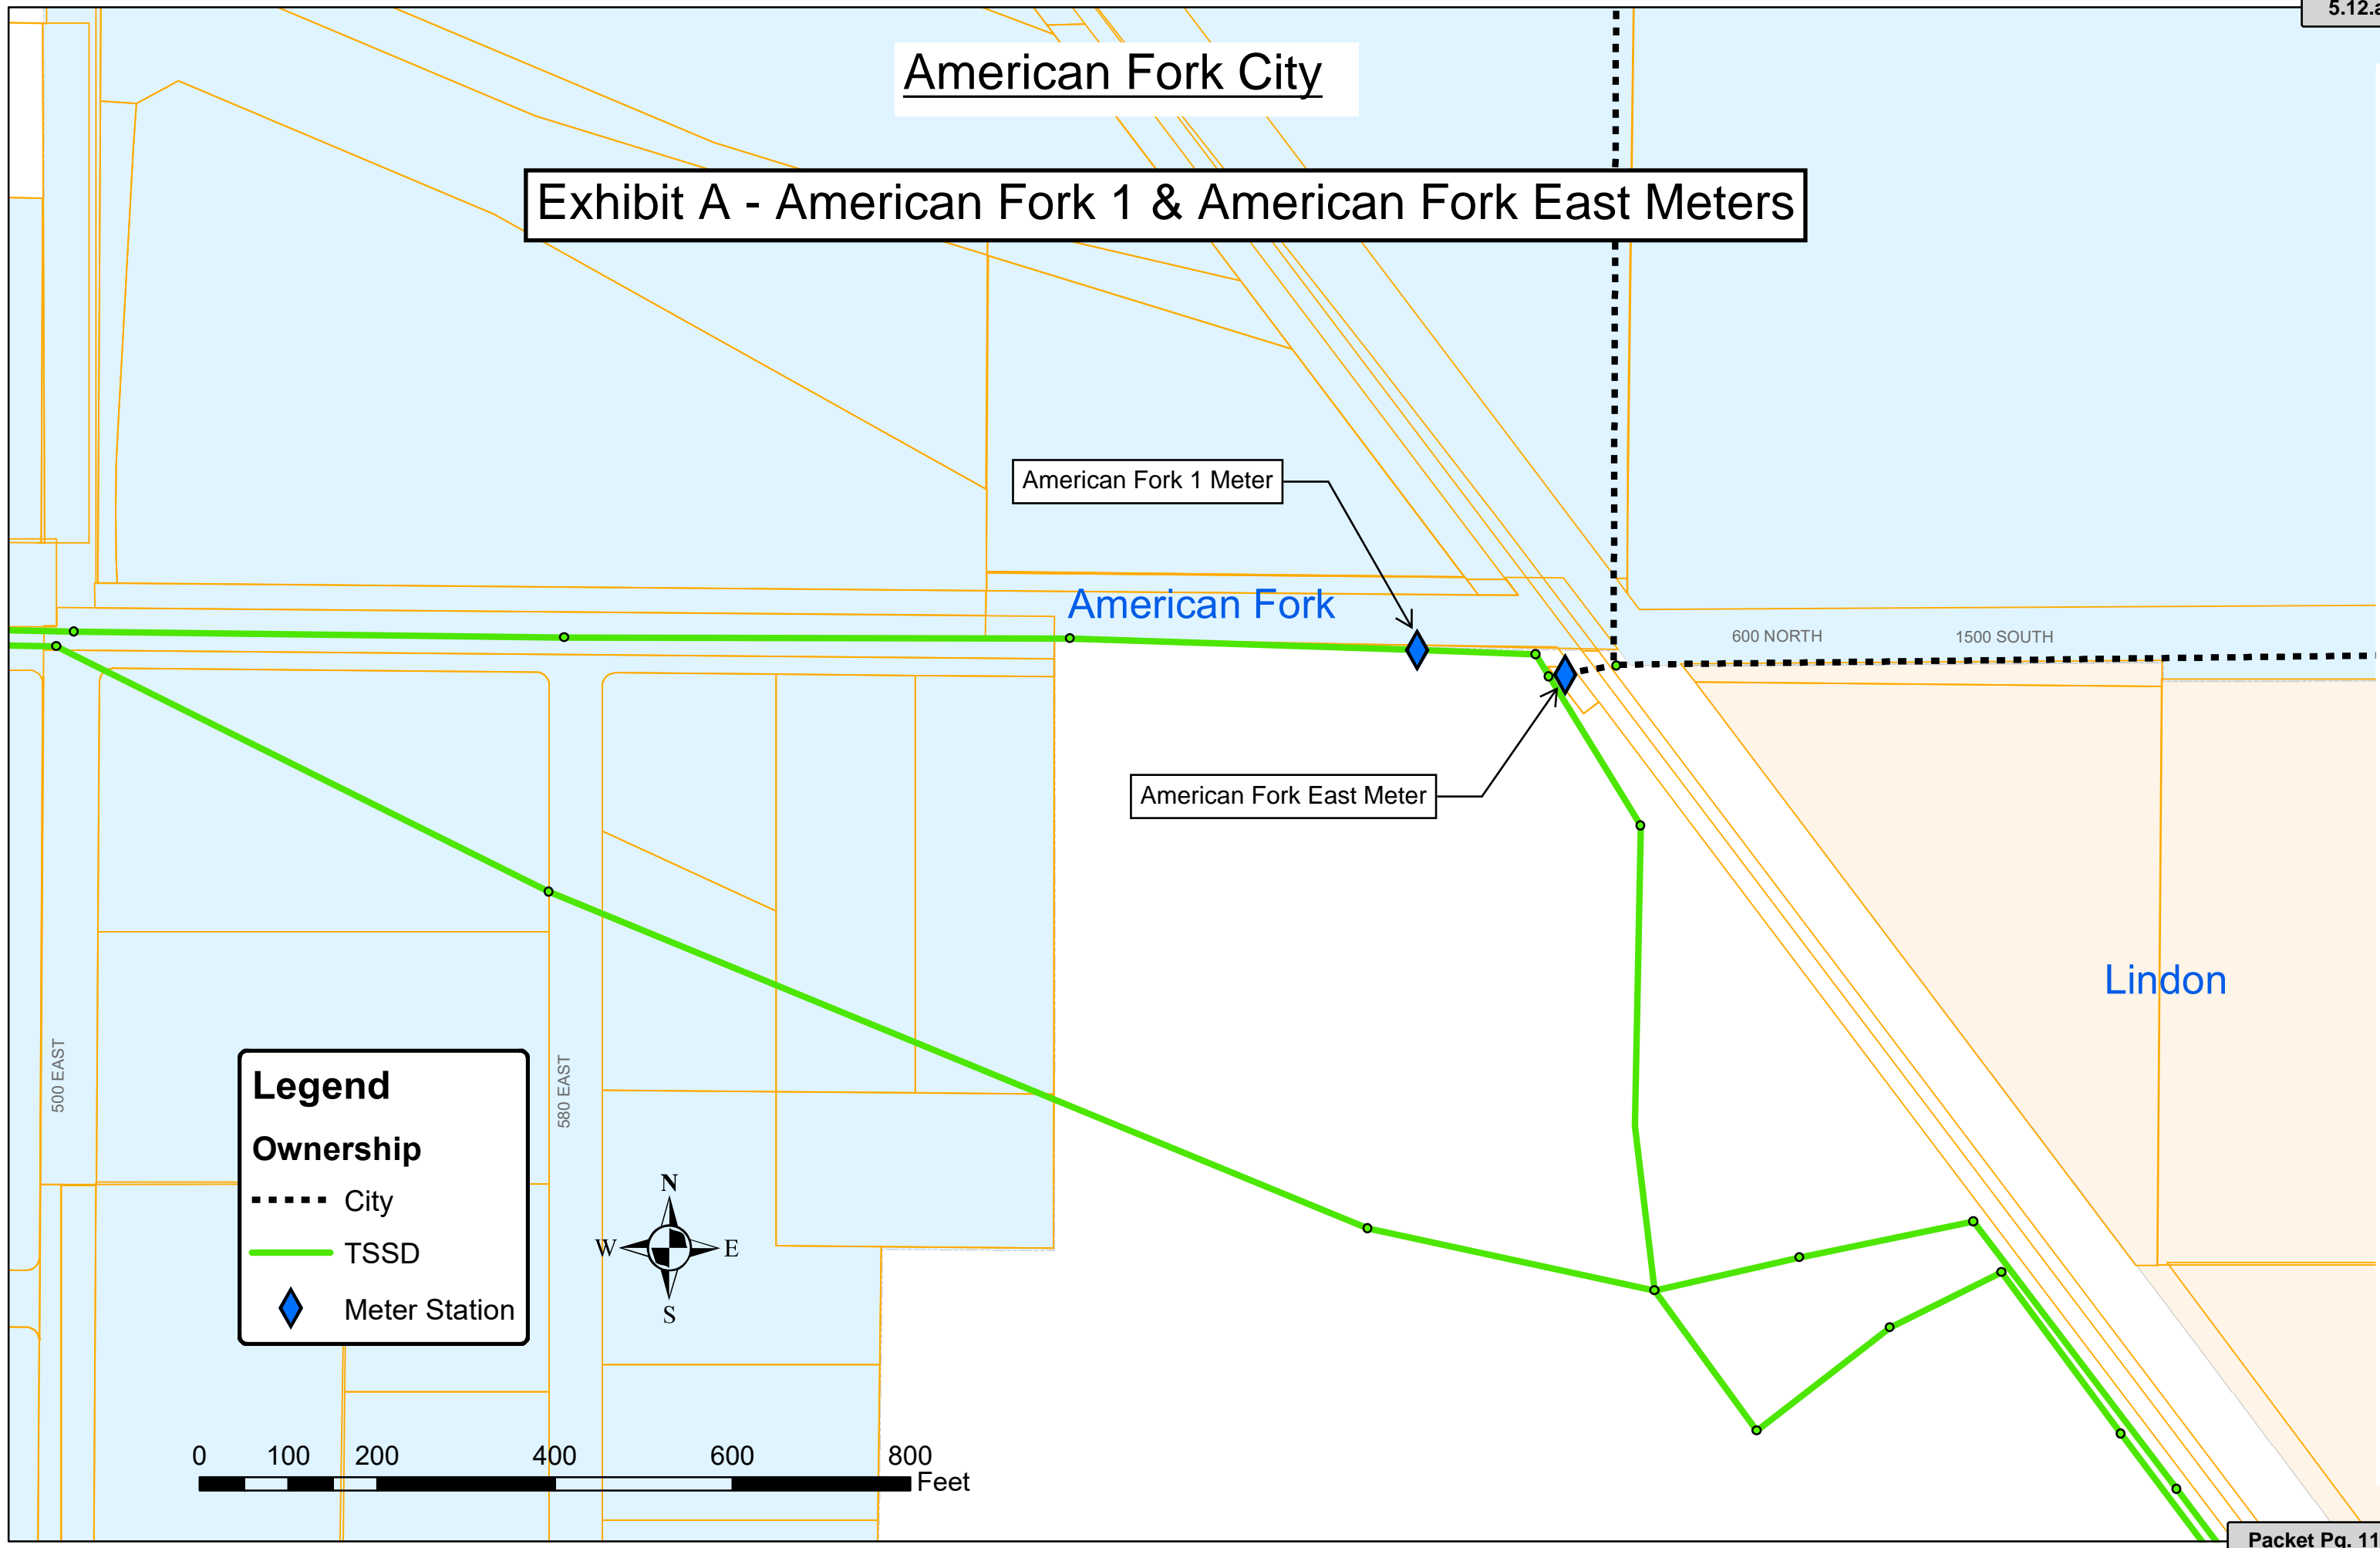 5.12.a
American Fork City
Exhibit A - American Fork 1 & American Fork East Meters
American Fork 1 Meter
American Fork
600 NORTH
1500 SOUTH
American Fork East Meter
Lindon
500 EAST
580 EAST
Legend
Ownership
City
TSSD
Meter Station
N
W
E
S
0 100 200 400 600 800
Feet
Packet Pg. 11